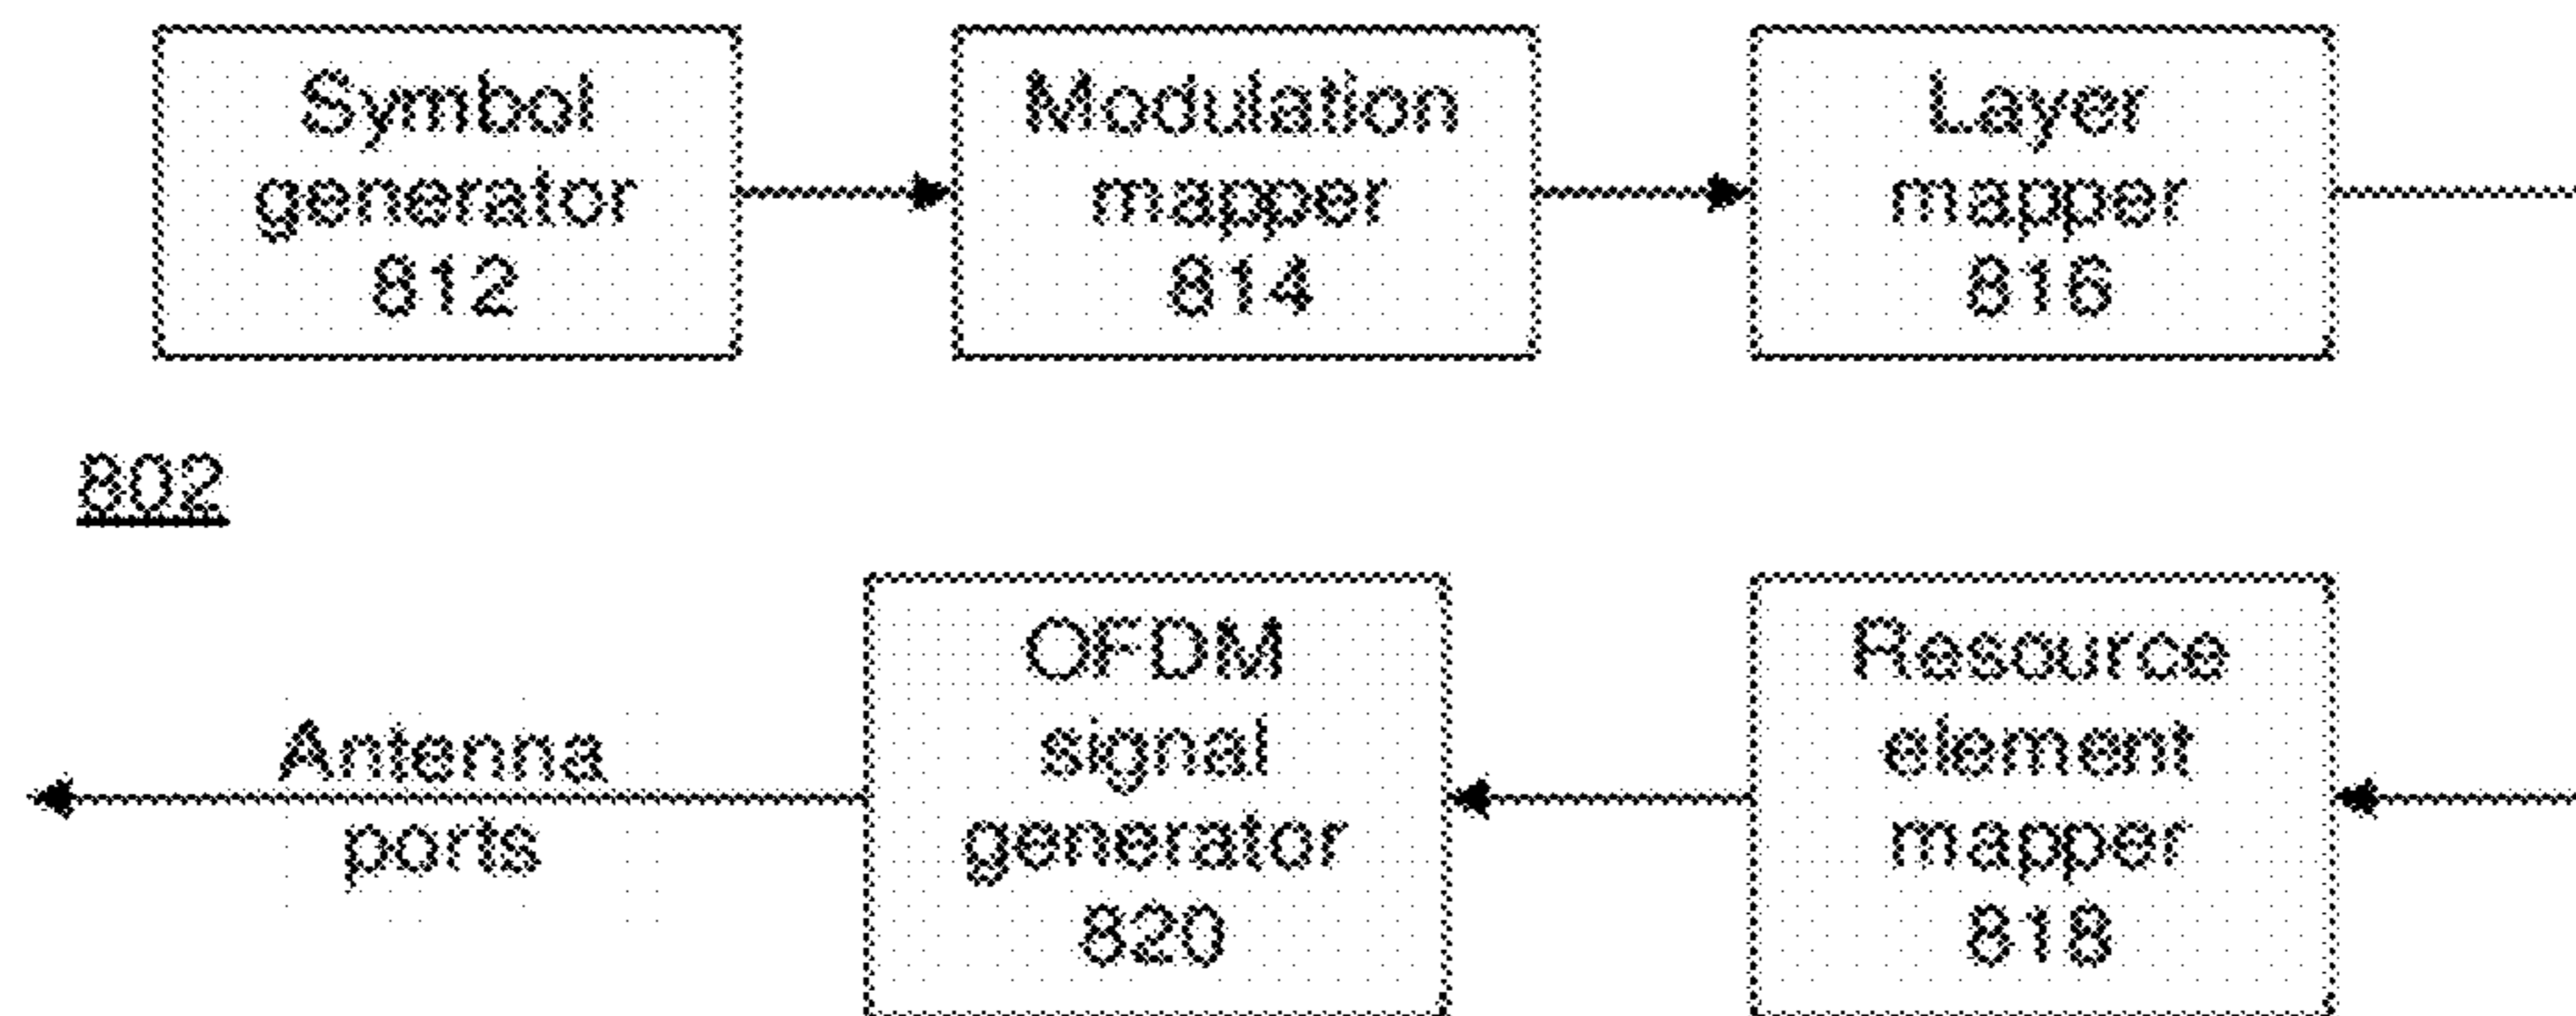 Symbol
generator
812
Modulation
mapper
814
Layer
mapper
816
802
Antenna
ports
OFDM
signal
generator
820
Resource
element
mapper
818